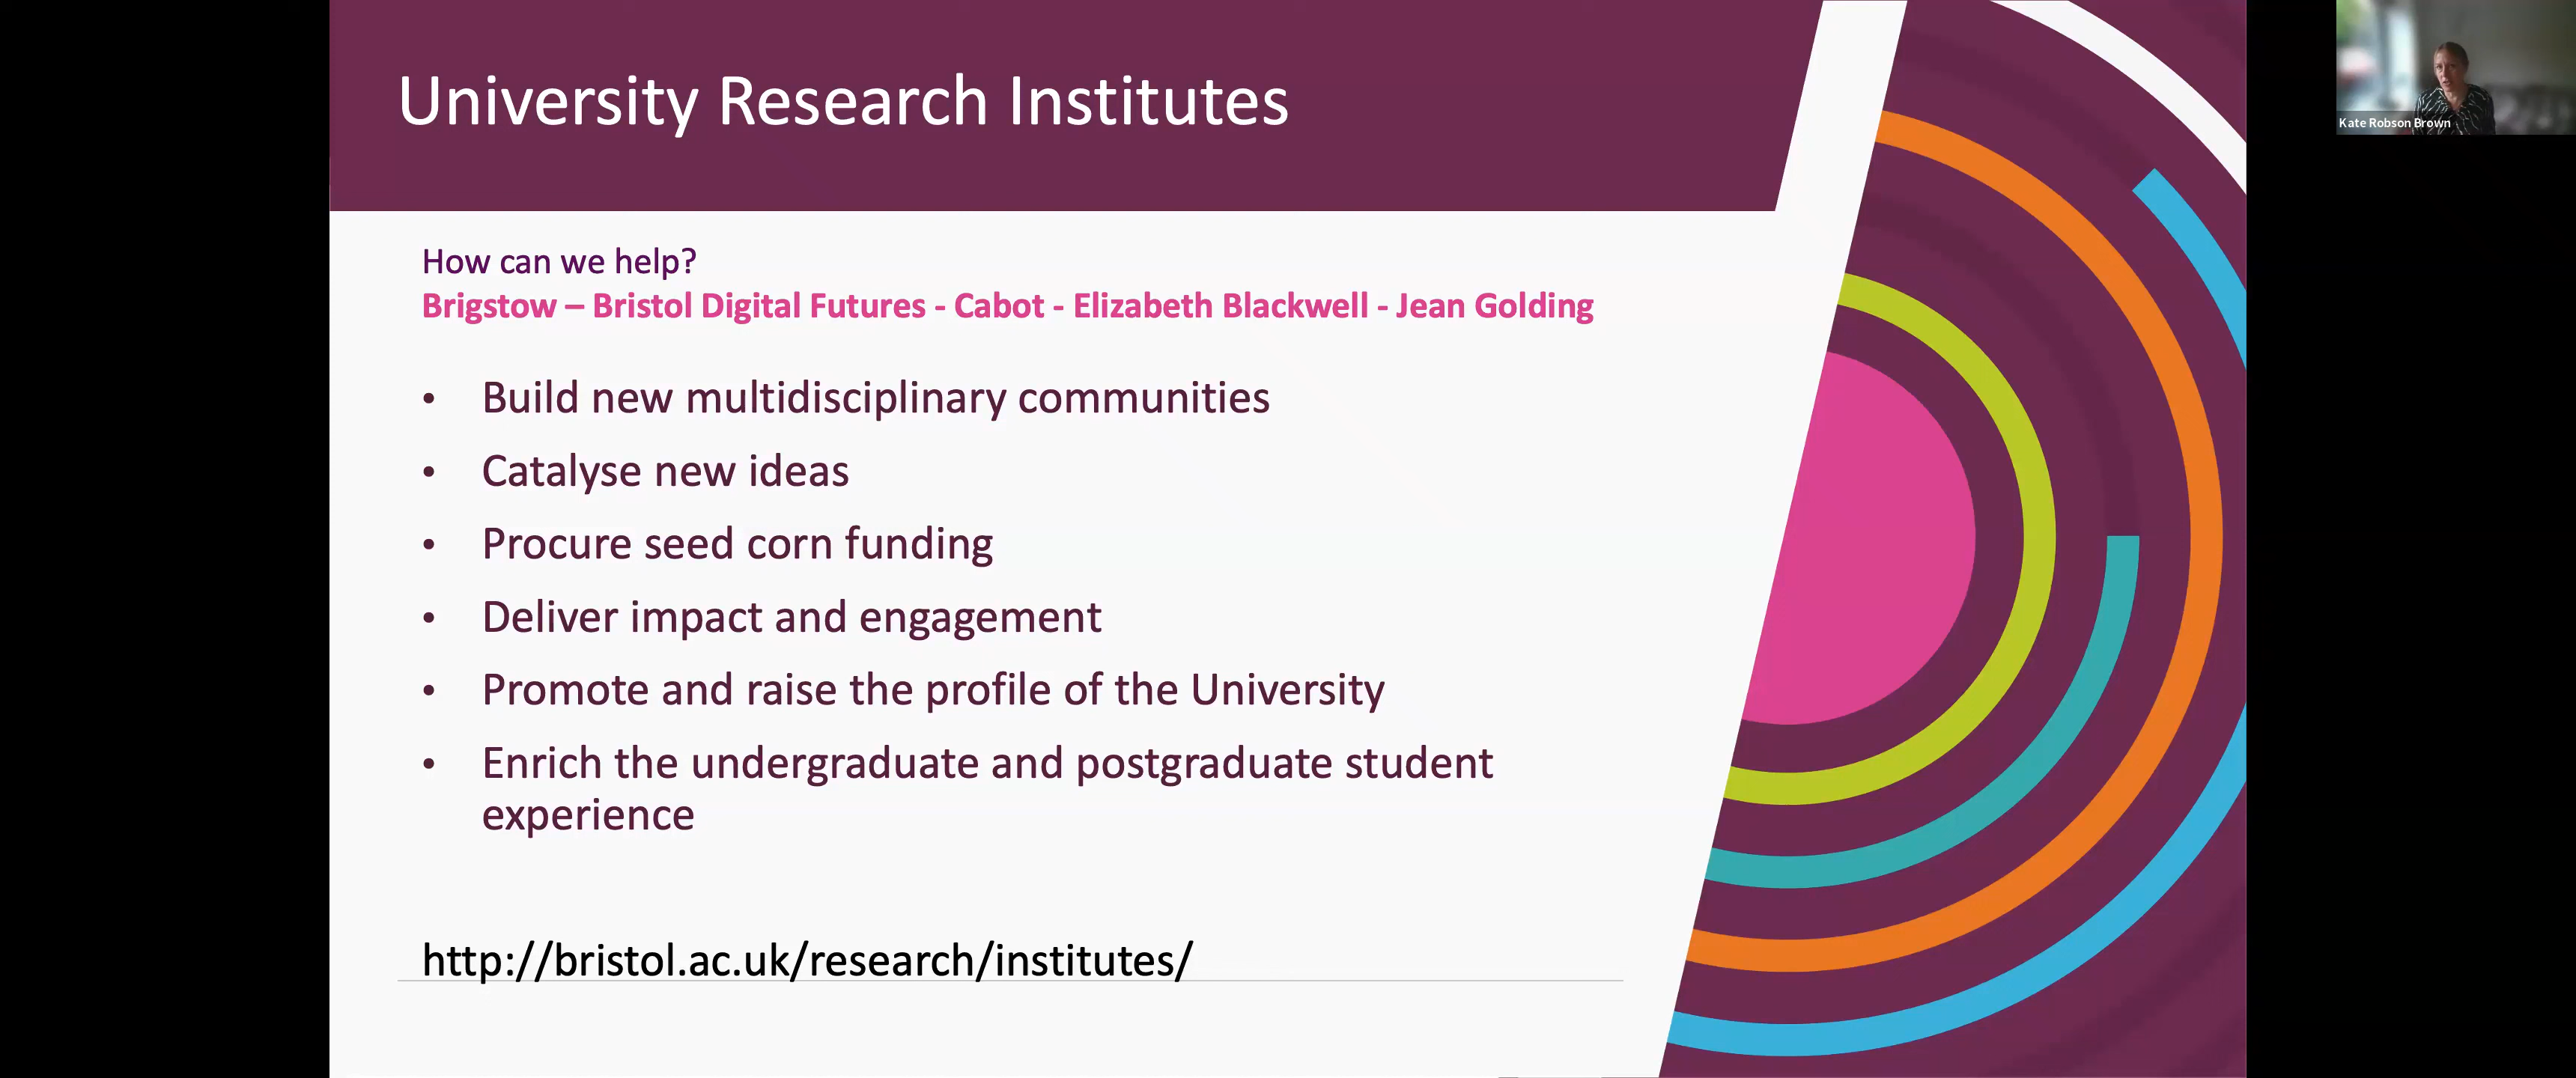 University Research Institutes
Kate Robson Brown
How can we help?
Brigstow – Bristol Digital Futures - Cabot - Elizabeth Blackwell - Jean Golding
• Build new multidisciplinary communities
• Catalyse new ideas
• Procure seed corn funding
• Deliver impact and engagement
• Promote and raise the profile of the University
• Enrich the undergraduate and postgraduate student
experience
http://bristol.ac.uk/research/institutes/